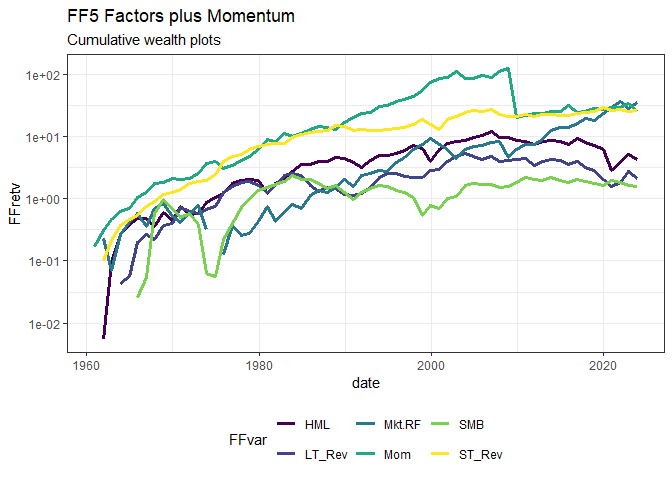 FF5 Factors plus Momentum
Cumulative wealth plots
1e+02
1e+01
1e+00
1e-01
1e-02
FFretv
1960
1980
2000
2020
date
FFvar
HML
Mkt.RF
SMB
LT_Rev
Mom
ST_Rev